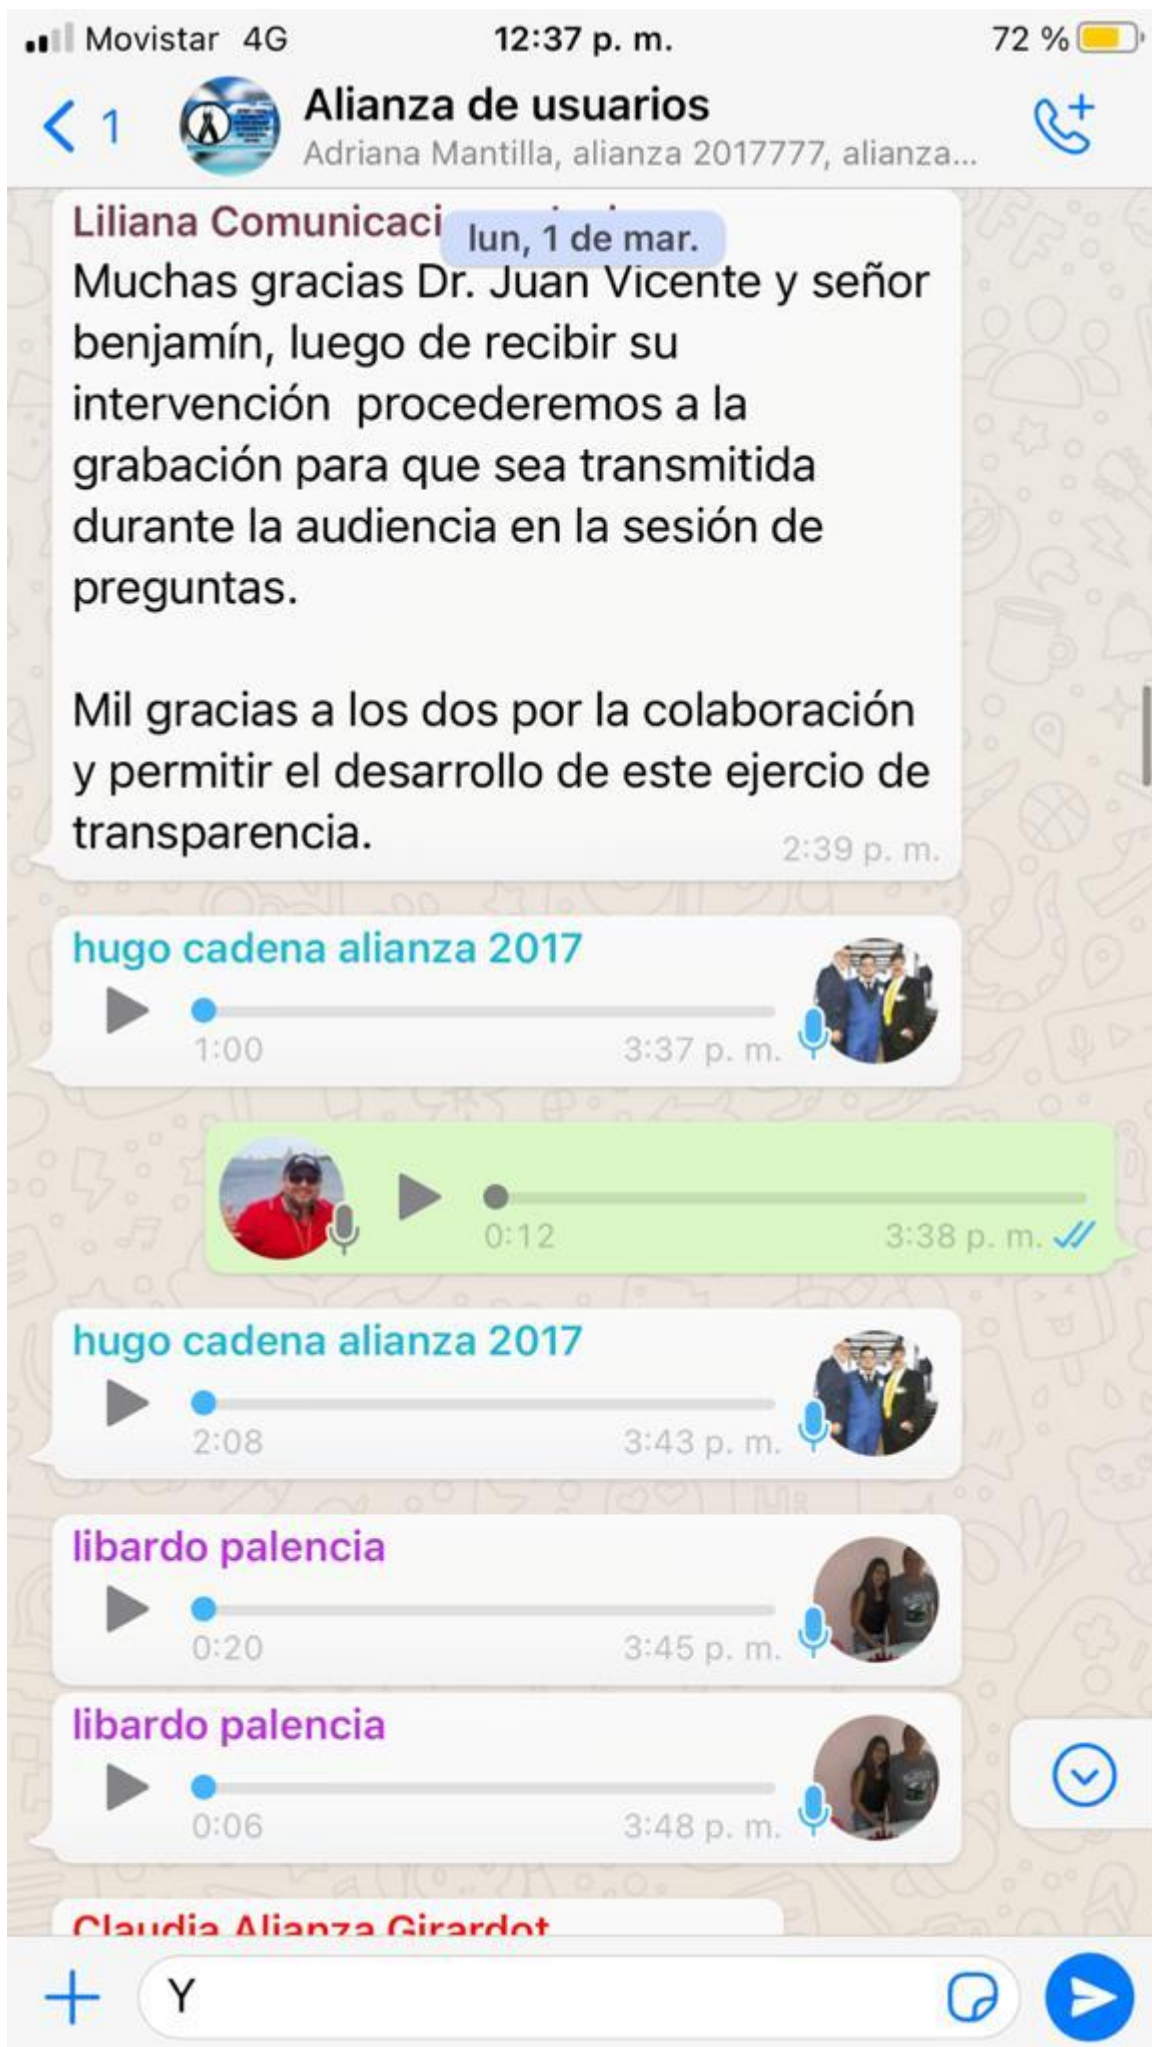 Movistar 4G 12:37 p. m. 72 %
1 Alianza de usuarios
Adriana Mantilla, alianza 2017777, alianza...
Liliana Comunicaci
lun, 1 de mar.
Muchas gracias Dr. Juan Vicente y señor
benjamín, luego de recibir su
intervención procederemos a la
grabación para que sea transmitida
durante la audiencia en la sesión de
preguntas.
Mil gracias a los dos por la colaboración
y permitir el desarrollo de este ejercio de
transparencia.
2:39 p. m.
hugo cadena alianza 2017
1:00 3:37 p. m.
0:12 3:38 p. m.
hugo cadena alianza 2017
2:08 3:43 p. m.
libardo palencia
0:20 3:45 p. m.
libardo palencia
0:06 3:48 p. m.
Claudia Alianza Girardot
Y